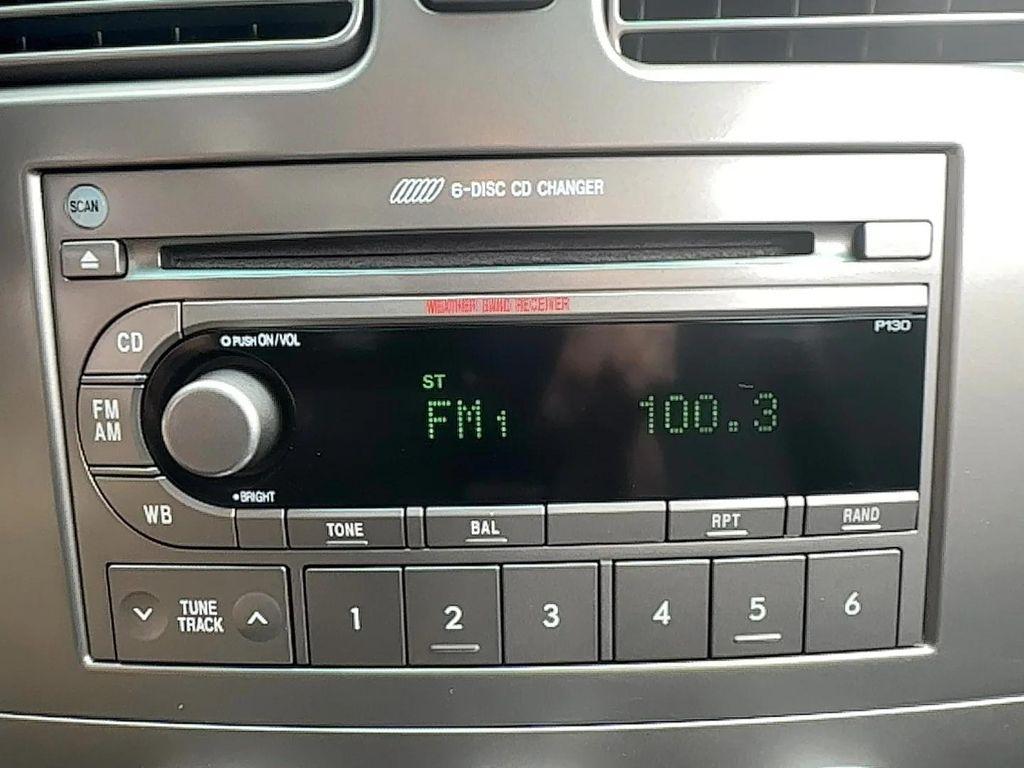 6-DISC CD CHANGER
SCAN
WEATHER BAND RECEIVER
P130
PUSH ON/VOL
CD
ST
FM1 100.3
FM
AM
BRIGHT
WB
TONE BAL RPT RAND
TUNE
TRACK
1 2 3 4 5 6